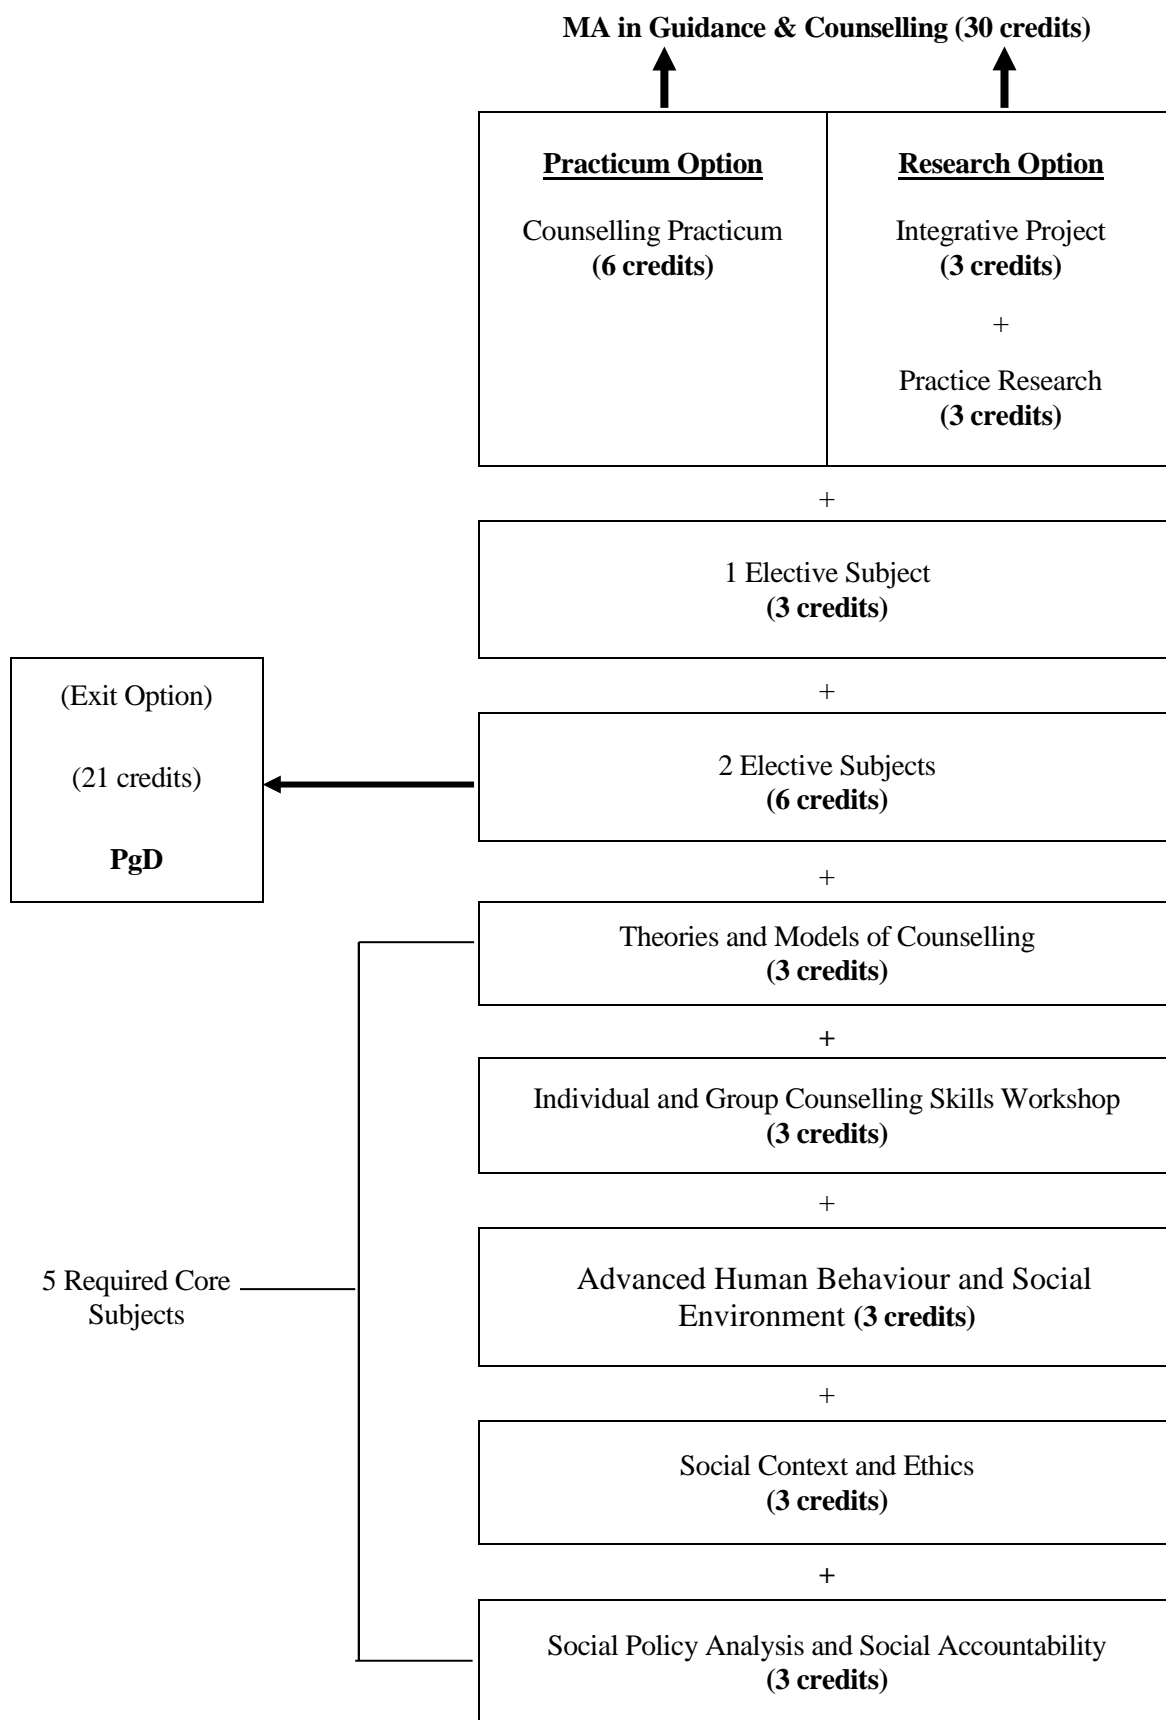 MA in Guidance & Counselling (30 credits)
Practicum Option
Counselling Practicum
(6 credits)
Research Option
Integrative Project
(3 credits)
+
Practice Research
(3 credits)
+
1 Elective Subject
(3 credits)
+
(Exit Option)
(21 credits)
PgD
2 Elective Subjects
(6 credits)
+
Theories and Models of Counselling
(3 credits)
+
Individual and Group Counselling Skills Workshop
(3 credits)
+
5 Required Core
Subjects
Advanced Human Behaviour and Social
Environment (3 credits)
+
Social Context and Ethics
(3 credits)
+
Social Policy Analysis and Social Accountability
(3 credits)